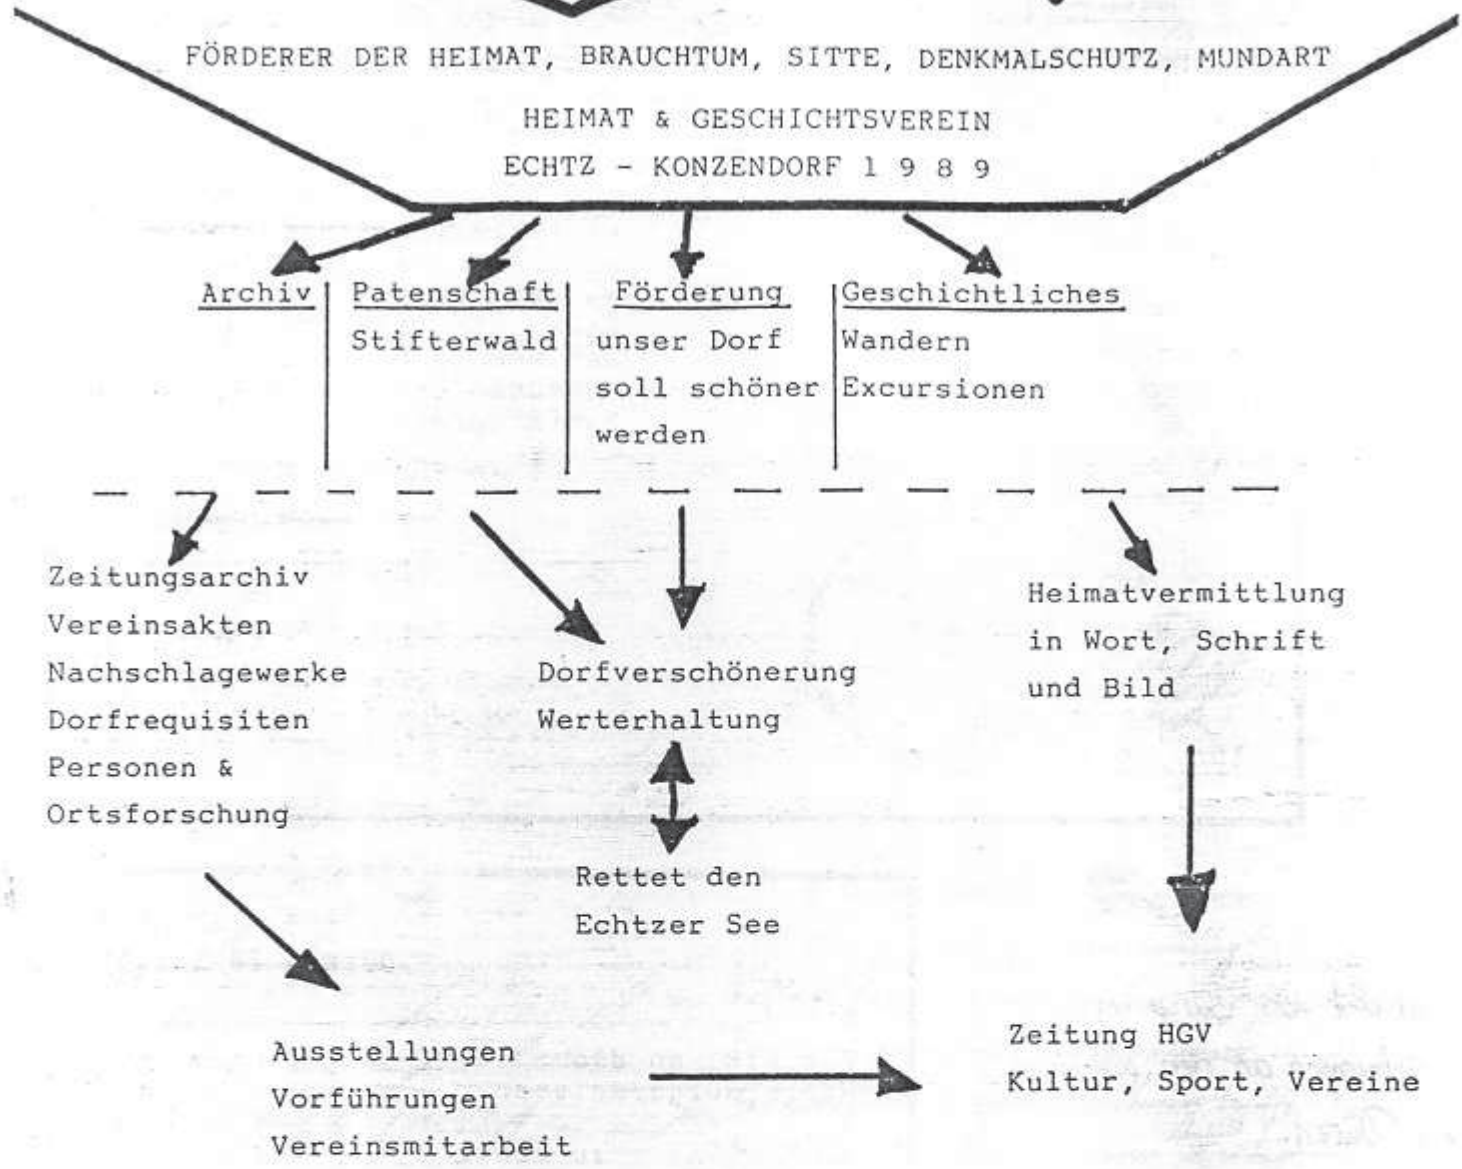 FÖRDERER DER HEIMAT, BRAUCHTUM, SITTE, DENKMALSCHUTZ, MUNDART
HEIMAT & GESCHICHTSVEREIN
ECHTZ - KONZENDORF 1 9 8 9
Archiv
Patenschaft
Stifterwald
Förderung
unser Dorf
soll schöner
werden
Geschichtliches
Wandern
Excursionen
Zeitungsarchiv
Vereinsakten
Nachschlagewerke
Dorfrequisiten
Personen &
Ortsforschung
Dorfverschönerung
Werterhaltung
Rettet den
Echtzer See
Heimatvermittlung
in Wort, Schrift
und Bild
Ausstellungen
Vorführungen
Vereinsmitarbeit
Zeitung HGV
Kultur, Sport, Vereine